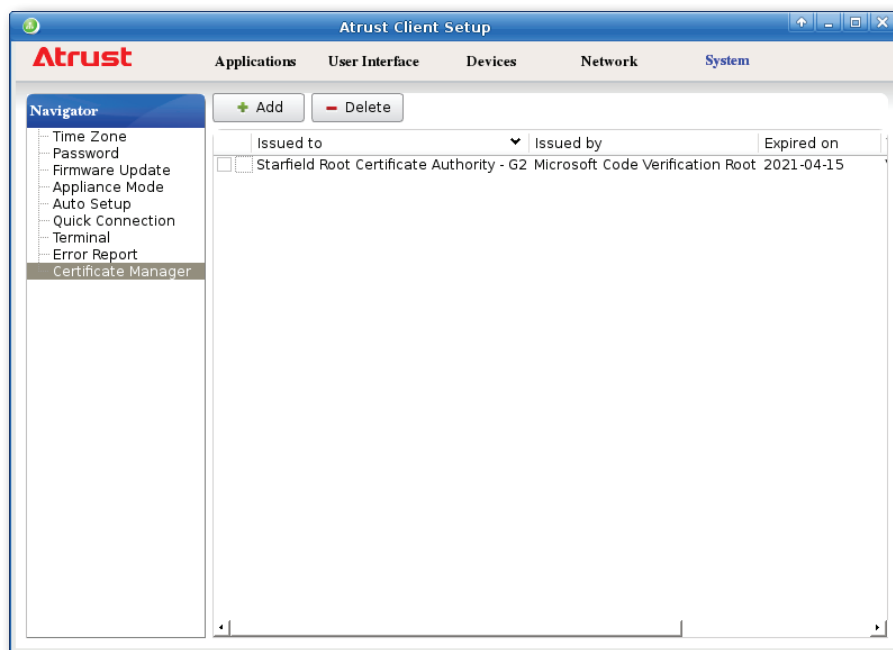 Atrust Client Setup
Atrust
Applications User Interface Devices Network System
Navigator
Time Zone
Password
Firmware Update
Appliance Mode
Auto Setup
Quick Connection
Terminal
Error Report
Certificate Manager
Add Delete
Issued to Issued by Expired on
Starfield Root Certificate Authority - G2 Microsoft Code Verification Root 2021-04-15